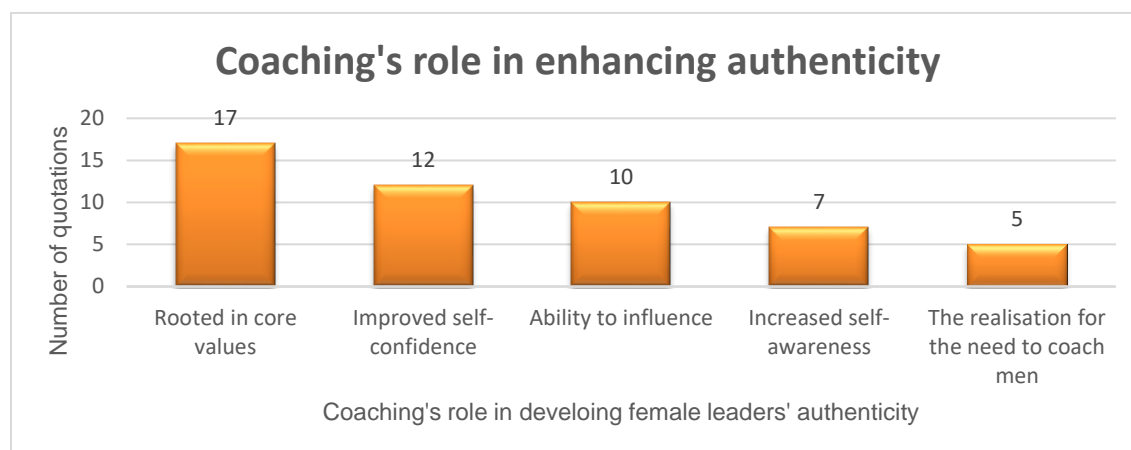 Coaching's role in enhancing authenticity
Number of quotations
20
15
10
5
0
17
12
10
7
5
Rooted in core
values
Improved self-
confidence
Ability to influence
Increased self-
awareness
The realisation for
the need to coach
men
Coaching's role in develoing female leaders' authenticity